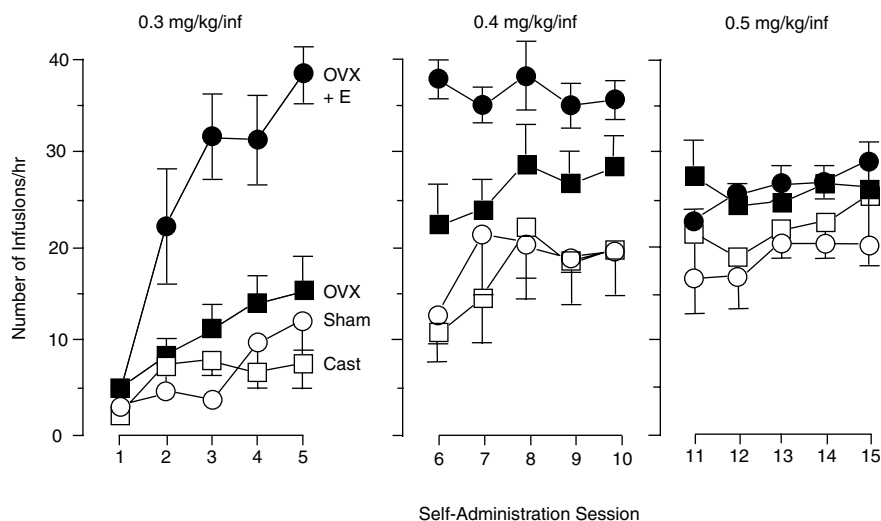 0.3 mg/kg/inf
0.4 mg/kg/inf
0.5 mg/kg/inf
Number of Infusions/hr
40
30
20
10
0
OVX
+ E
OVX
Sham
Cast
1 2 3 4 5
6 7 8 9 10
11 12 13 14 15
Self-Administration Session